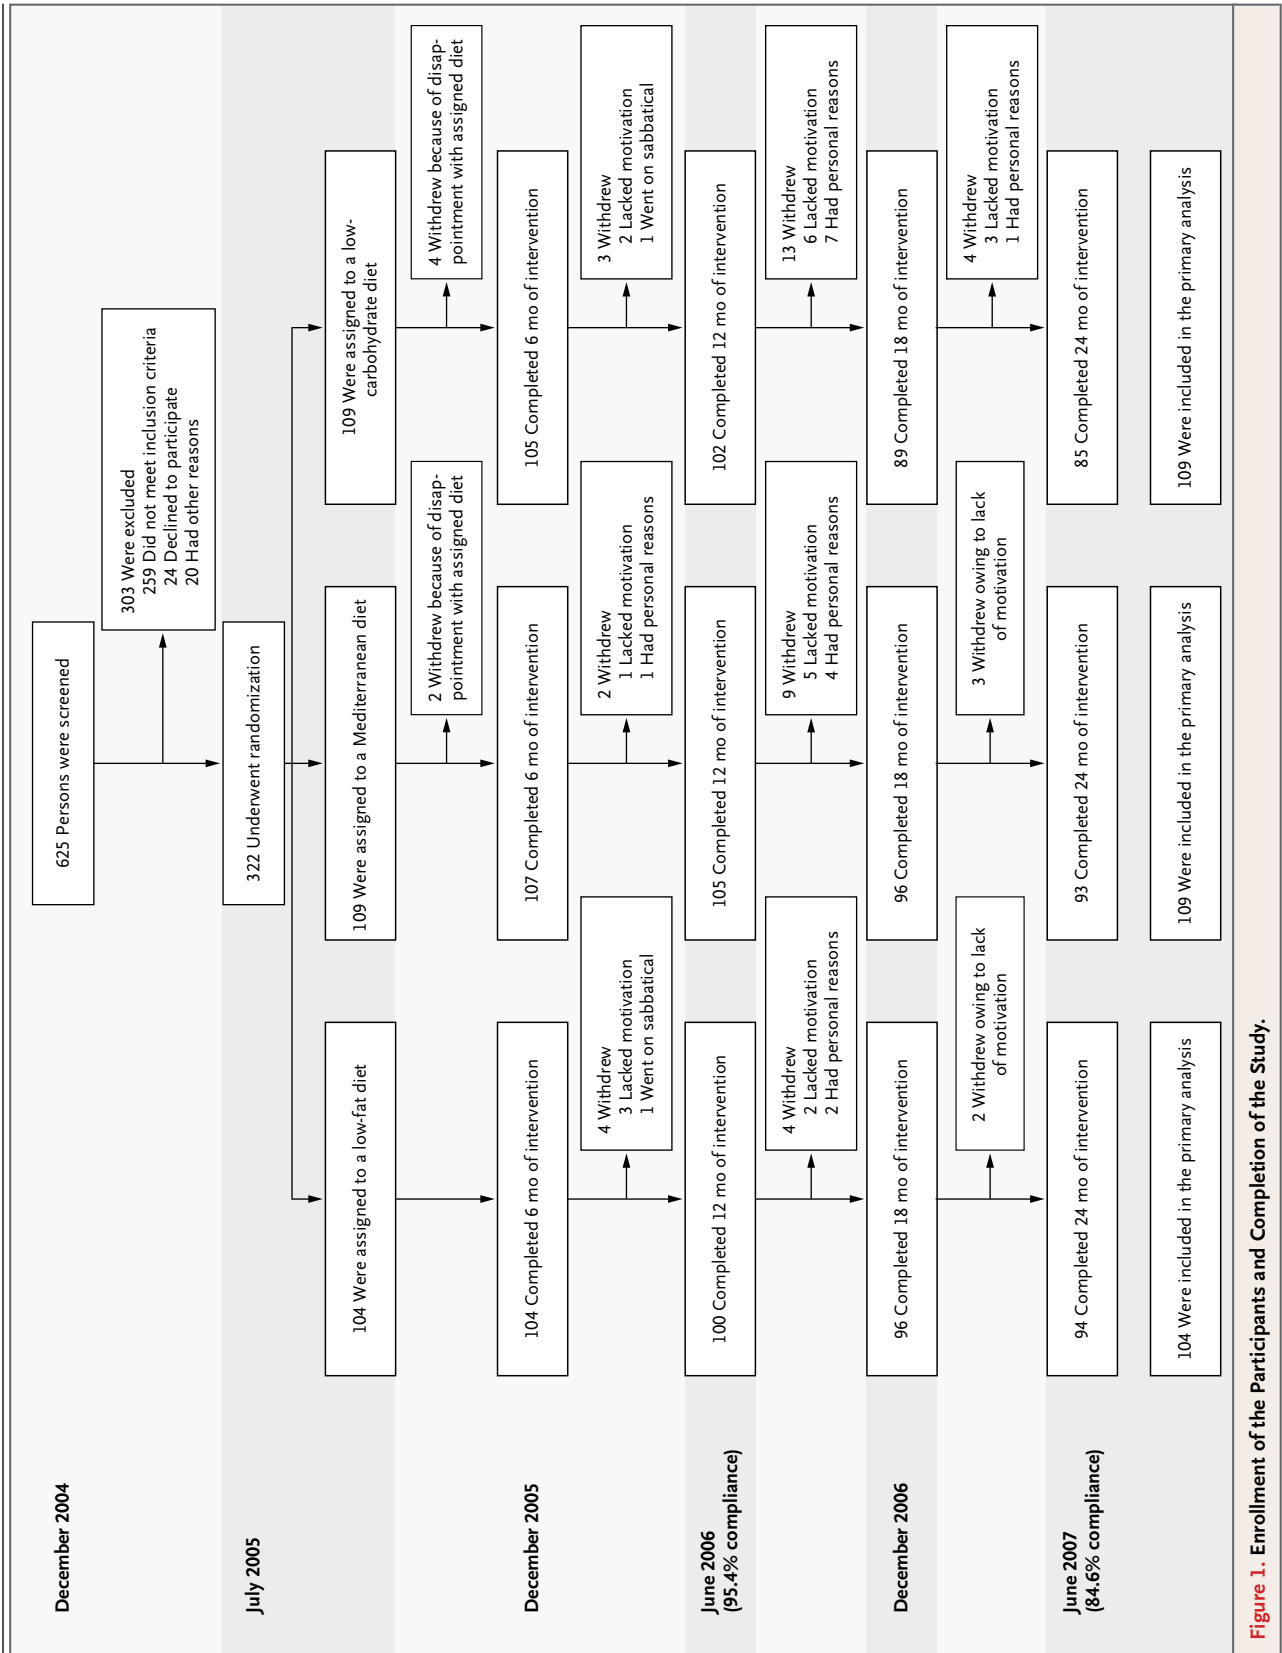 December 2004
625 Persons were screened
303 Were excluded
259 Did not meet inclusion criteria
24 Declined to participate
20 Had other reasons
July 2005
322 Underwent randomization
104 Were assigned to a low-fat diet
109 Were assigned to a Mediterranean diet
109 Were assigned to a low-
carbohydrate diet
2 Withdrew because of disap-
pointment with assigned diet
4 Withdrew because of disap-
pointment with assigned diet
December 2005
104 Completed 6 mo of intervention
107 Completed 6 mo of intervention
105 Completed 6 mo of intervention
4 Withdrew
3 Lacked motivation
1 Went on sabbatical
2 Withdrew
1 Lacked motivation
1 Had personal reasons
3 Withdrew
2 Lacked motivation
1 Went on sabbatical
June 2006
(95.4% compliance)
100 Completed 12 mo of intervention
105 Completed 12 mo of intervention
102 Completed 12 mo of intervention
4 Withdrew
2 Lacked motivation
2 Had personal reasons
9 Withdrew
5 Lacked motivation
4 Had personal reasons
13 Withdrew
6 Lacked motivation
7 Had personal reasons
December 2006
96 Completed 18 mo of intervention
96 Completed 18 mo of intervention
89 Completed 18 mo of intervention
2 Withdrew owing to lack
of motivation
3 Withdrew owing to lack
of motivation
4 Withdrew
3 Lacked motivation
1 Had personal reasons
June 2007
(84.6% compliance)
94 Completed 24 mo of intervention
93 Completed 24 mo of intervention
85 Completed 24 mo of intervention
104 Were included in the primary analysis
109 Were included in the primary analysis
109 Were included in the primary analysis
Figure 1. Enrollment of the Participants and Completion of the Study.